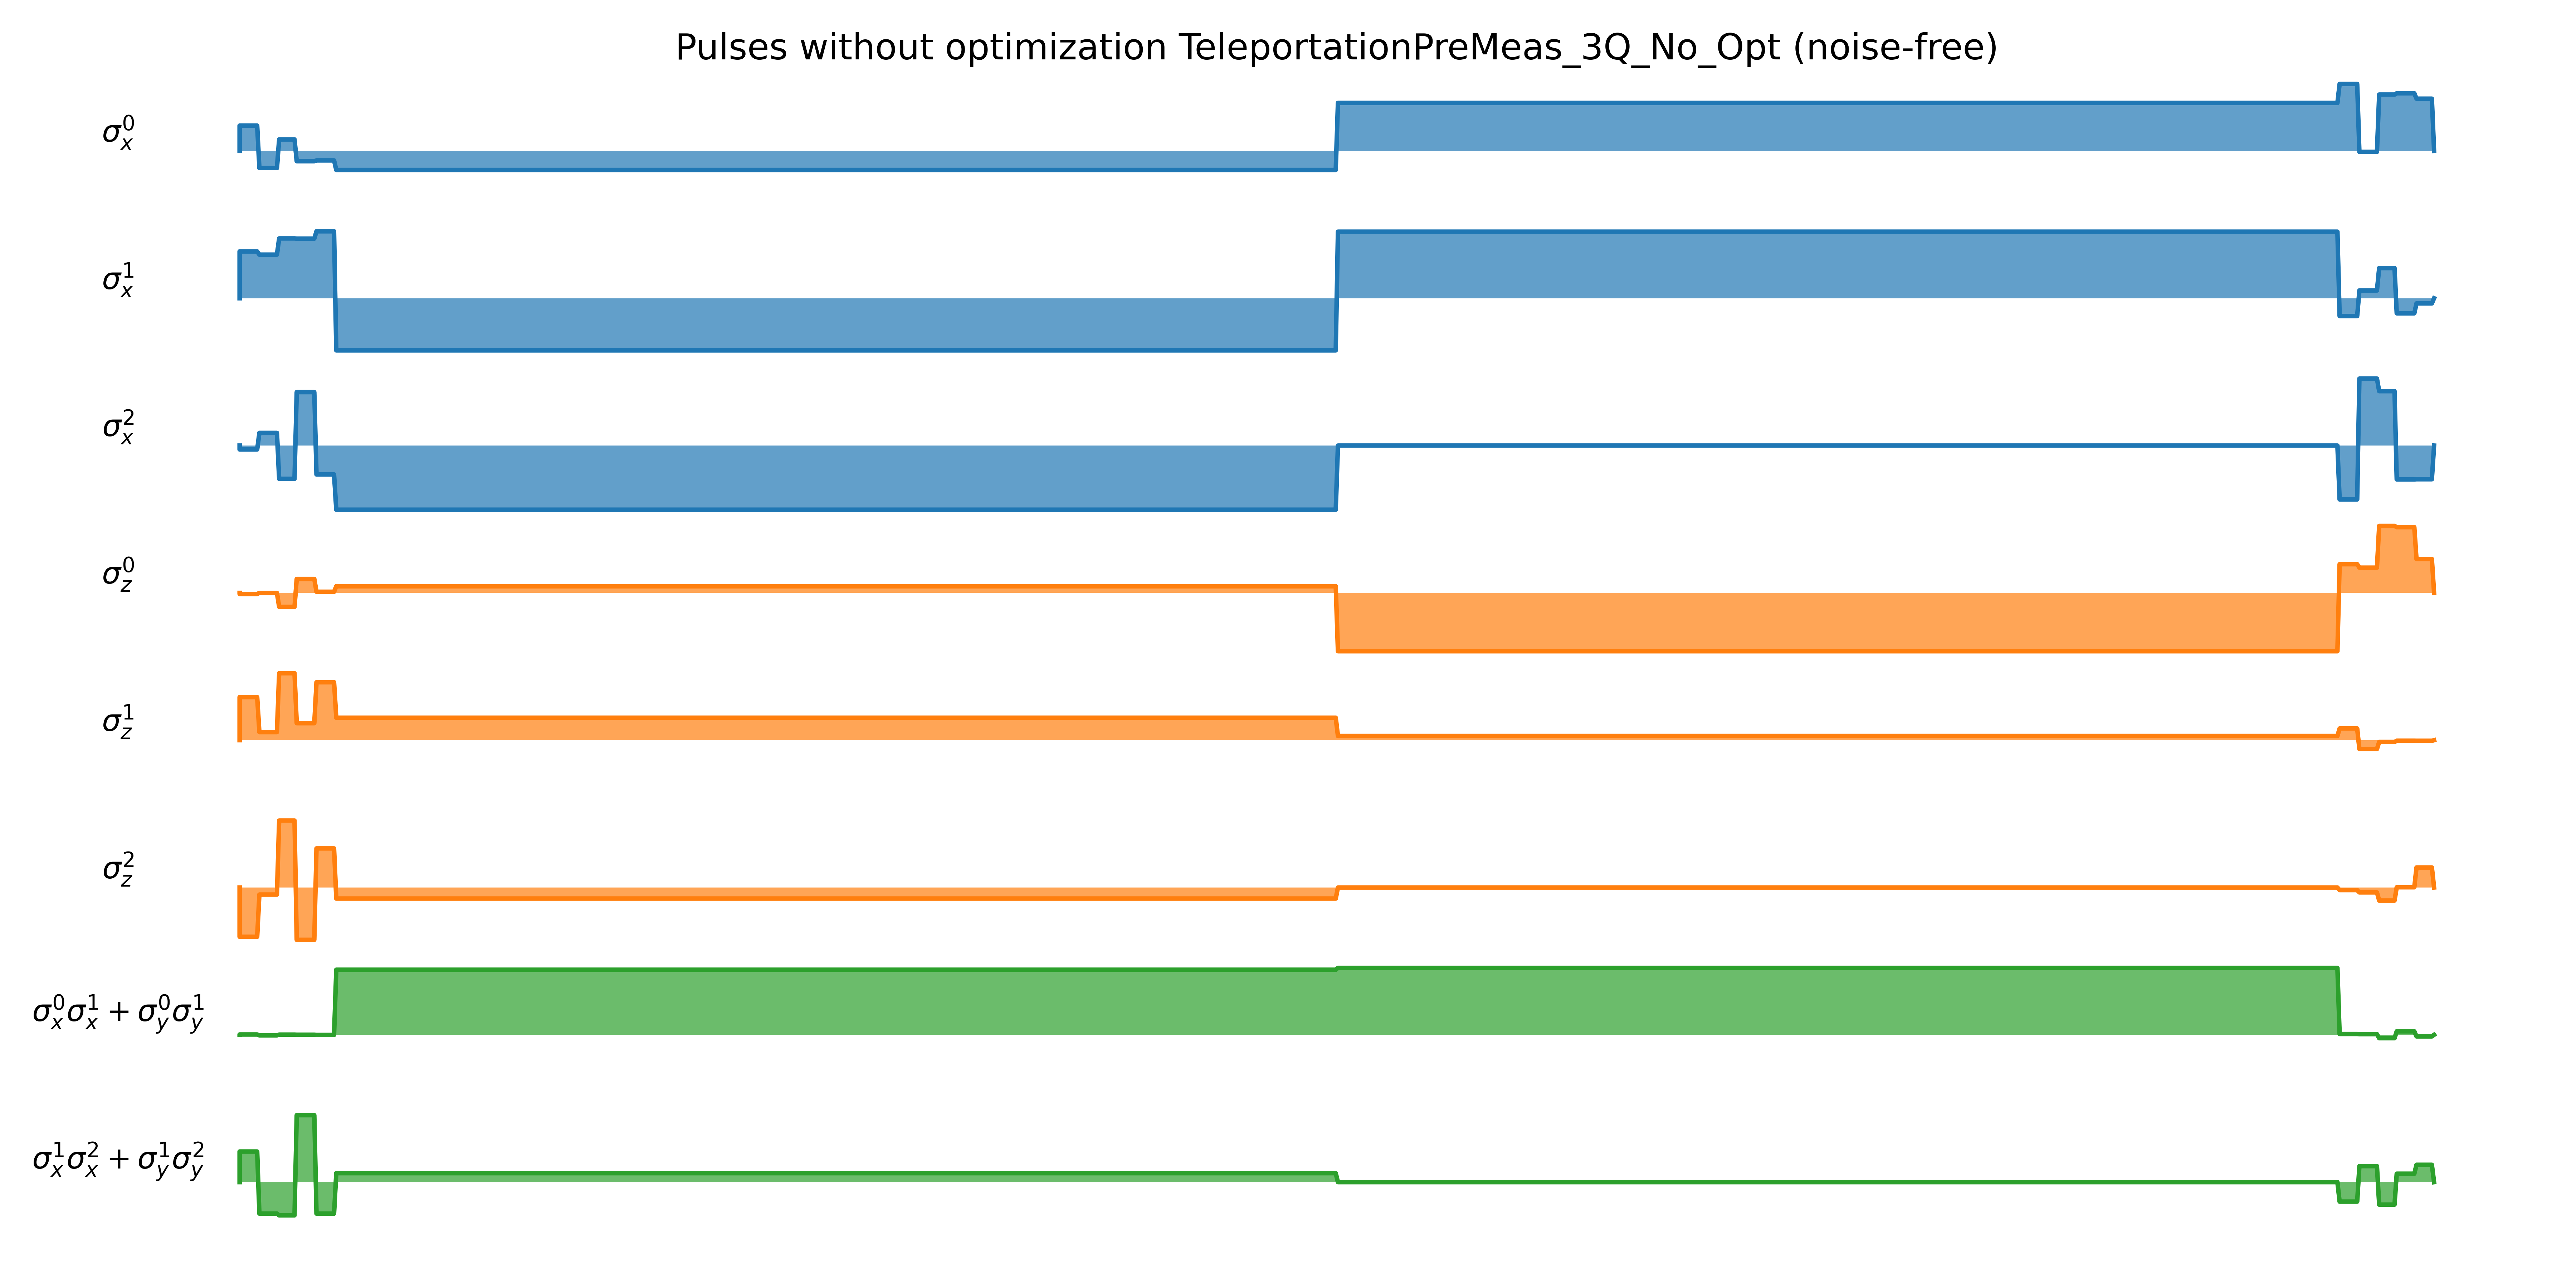 Pulses without optimization TeleportationPreMeas_3Q_No_Opt (noise-free)
σ_x^0
σ_x^1
σ_x^2
σ_z^0
σ_z^1
σ_z^2
σ_x^0σ_x^1 + σ_y^0σ_y^1
σ_x^1σ_x^2 + σ_y^1σ_y^2